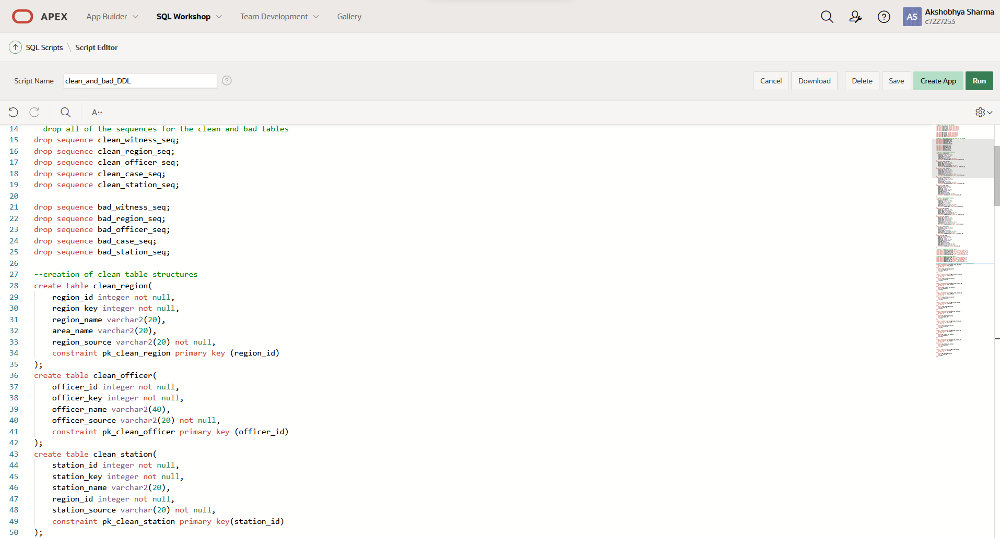 APEX App Builder SQL Workshop Team Development Gallery AS Akshobhya Sharma
c7227253
SQL Scripts \ Script Editor
Script Name clean_and_bad_DDL ? Cancel Download Delete Save Create App Run
A::
14 --drop all of the sequences for the clean and bad tables
15 drop sequence clean_witness_seq;
16 drop sequence clean_region_seq;
17 drop sequence clean_officer_seq;
18 drop sequence clean_case_seq;
19 drop sequence clean_station_seq;
20
21 drop sequence bad_witness_seq;
22 drop sequence bad_region_seq;
23 drop sequence bad_officer_seq;
24 drop sequence bad_case_seq;
25 drop sequence bad_station_seq;
26
27 --creation of clean table structures
28 create table clean_region(
29 region_id integer not null,
30 region_key integer not null,
31 region_name varchar2(20),
32 area_name varchar2(20),
33 region_source varchar2(20) not null,
34 constraint pk_clean_region primary key (region_id)
35 );
36 create table clean_officer(
37 officer_id integer not null,
38 officer_key integer not null,
39 officer_name varchar2(40),
40 officer_source varchar2(20) not null,
41 constraint pk_clean_officer primary key (officer_id)
42 );
43 create table clean_station(
44 station_id integer not null,
45 station_key integer not null,
46 station_name varchar2(20),
47 region_id integer not null,
48 station_source varchar(20) not null,
49 constraint pk_clean_station primary key(station_id)
50 );